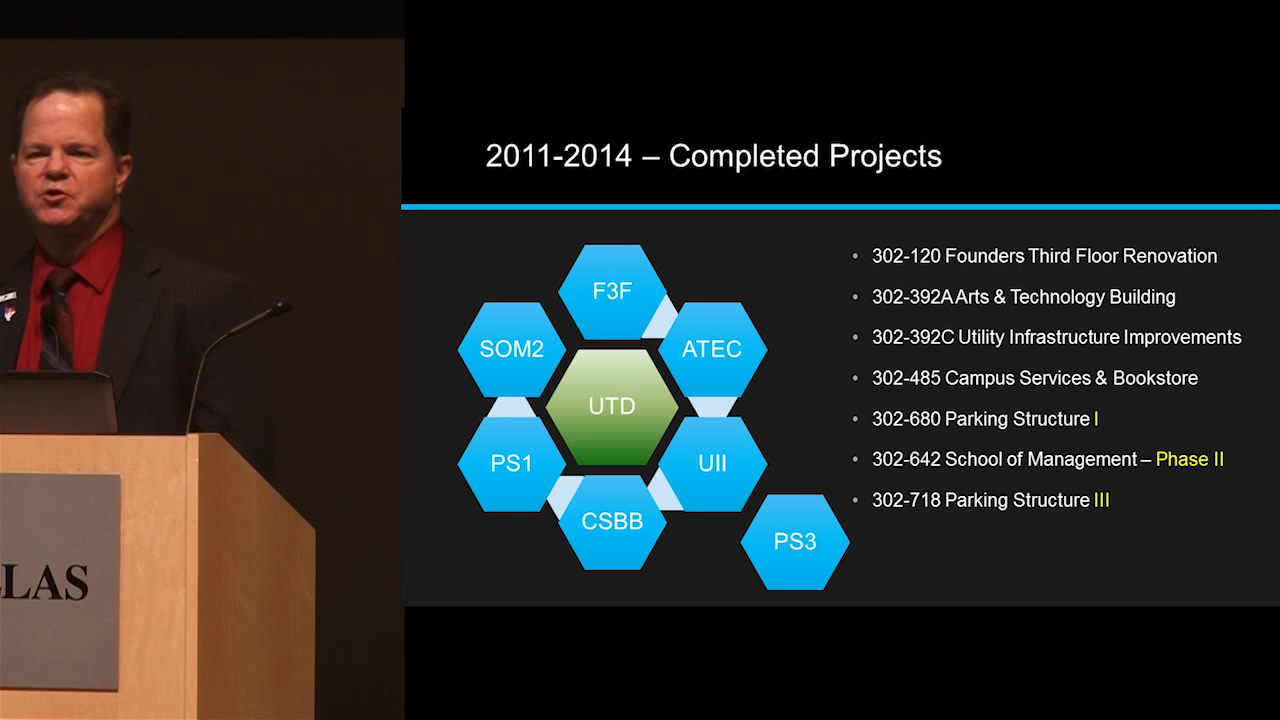 2011-2014 – Completed Projects
F3F
SOM2
ATEC
UTD
PS1
UII
CSBB
PS3
• 302-120 Founders Third Floor Renovation
• 302-392A Arts & Technology Building
• 302-392C Utility Infrastructure Improvements
• 302-485 Campus Services & Bookstore
• 302-680 Parking Structure I
• 302-642 School of Management – Phase II
• 302-718 Parking Structure III
LLAS